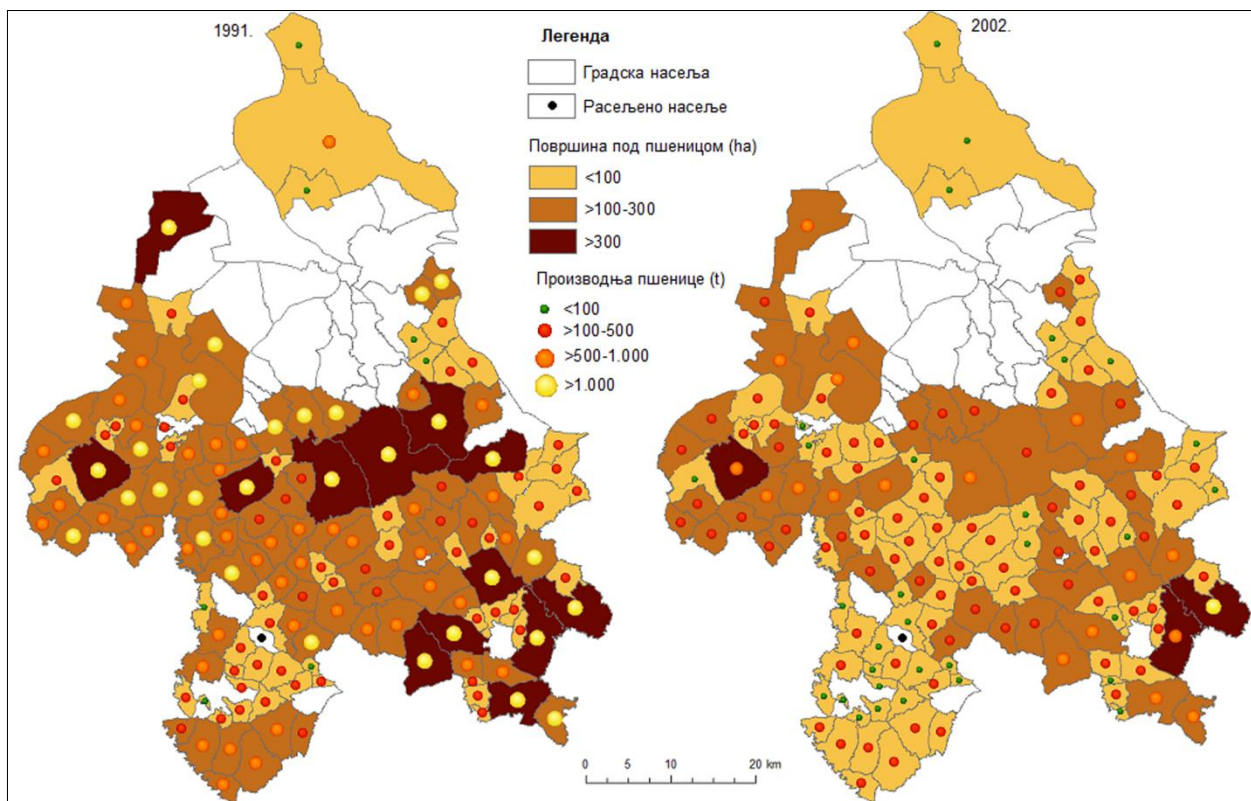 1991.
Легенда
Градска насеља
Расељено насеље
Површина под пшеницом (ha)
<100
>100-300
>300
Производња пшенице (t)
<100
>100-500
>500-1.000
>1.000
2002.
0 5 10 20 km